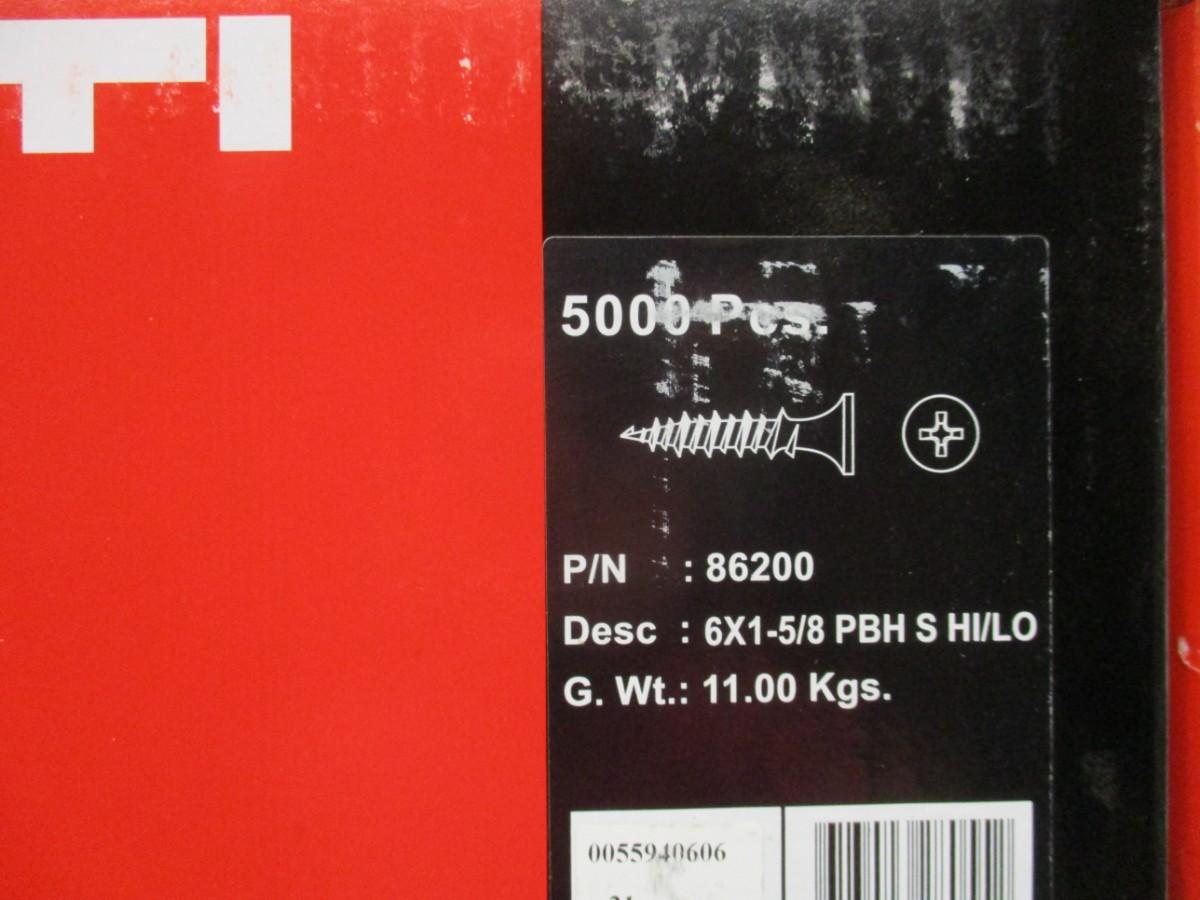 TI
5000 Pcs.
P/N : 86200
Desc : 6X1-5/8 PBH S HI/LO
G. Wt.: 11.00 Kgs.
0055940606